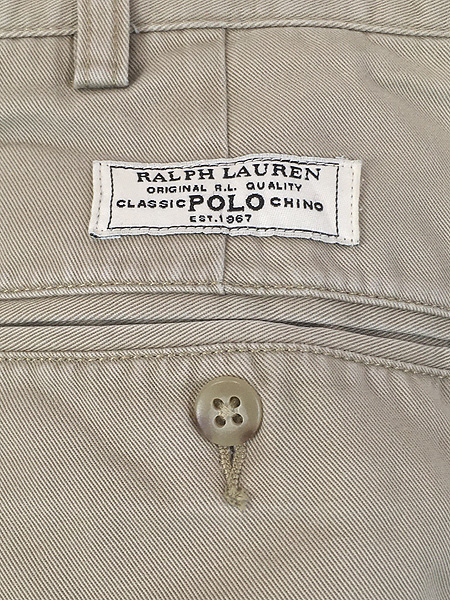 RALPH LAUREN
ORIGINAL R.L. QUALITY
CLASSIC POLO CHINO
EST. 1967